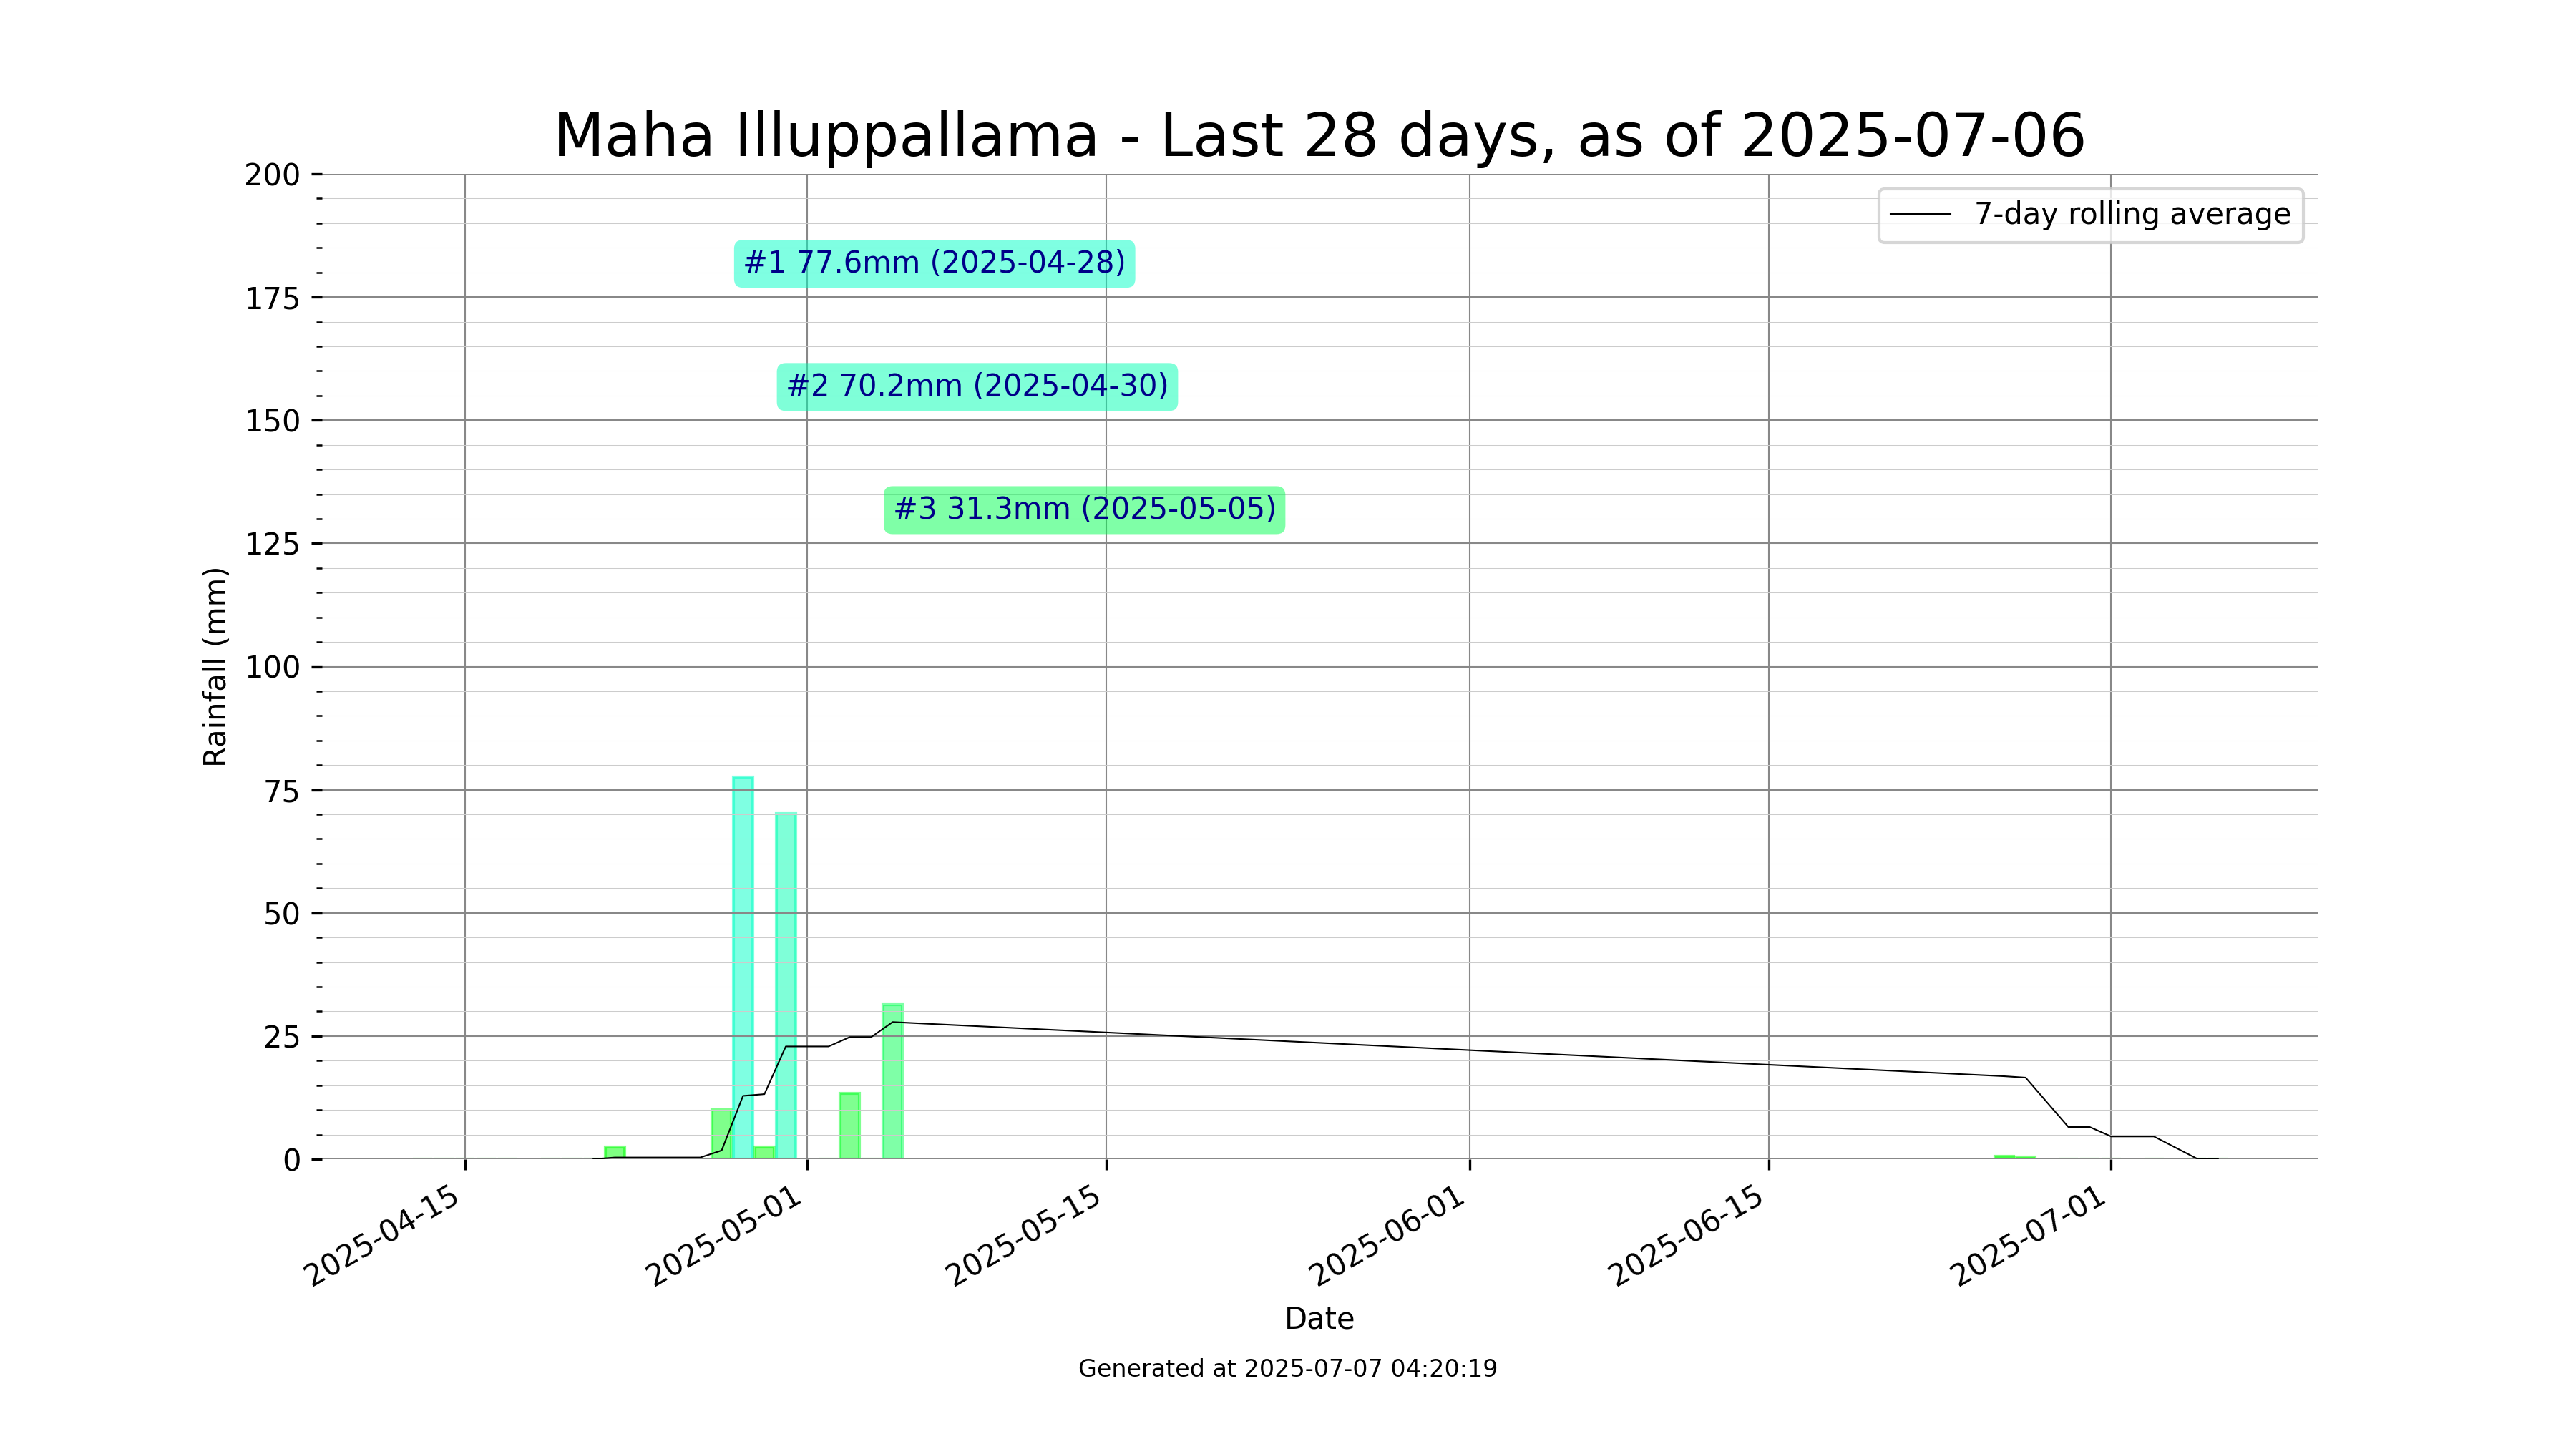 Maha Illuppallama - Last 28 days, as of 2025-07-06
200
175
150
125
100
75
50
25
0
Rainfall (mm)
7-day rolling average
#1 77.6mm (2025-04-28)
#2 70.2mm (2025-04-30)
#3 31.3mm (2025-05-05)
2025-04-15
2025-05-01
2025-05-15
2025-06-01
2025-06-15
2025-07-01
Date
Generated at 2025-07-07 04:20:19